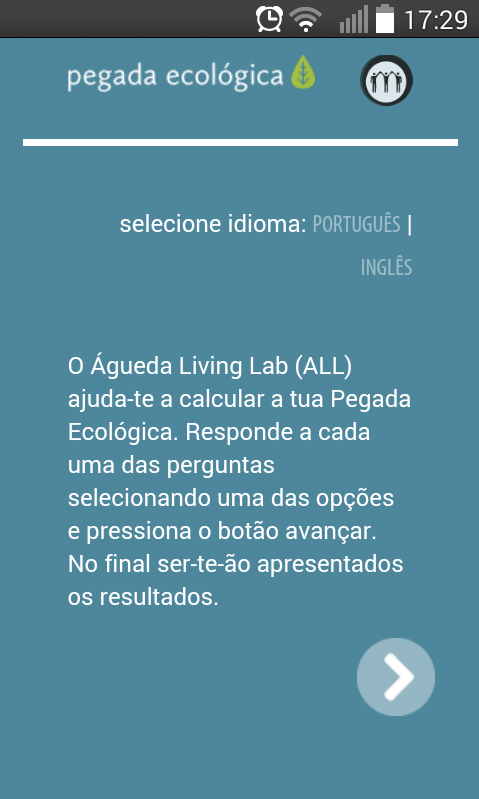 17:29
pegada ecológica
selecione idioma: PORTUGUÊS |
INGLÊS
O Águeda Living Lab (ALL)
ajuda-te a calcular a tua Pegada
Ecológica. Responde a cada
uma das perguntas
selecionando uma das opções
e pressiona o botão avançar.
No final ser-te-ão apresentados
os resultados.